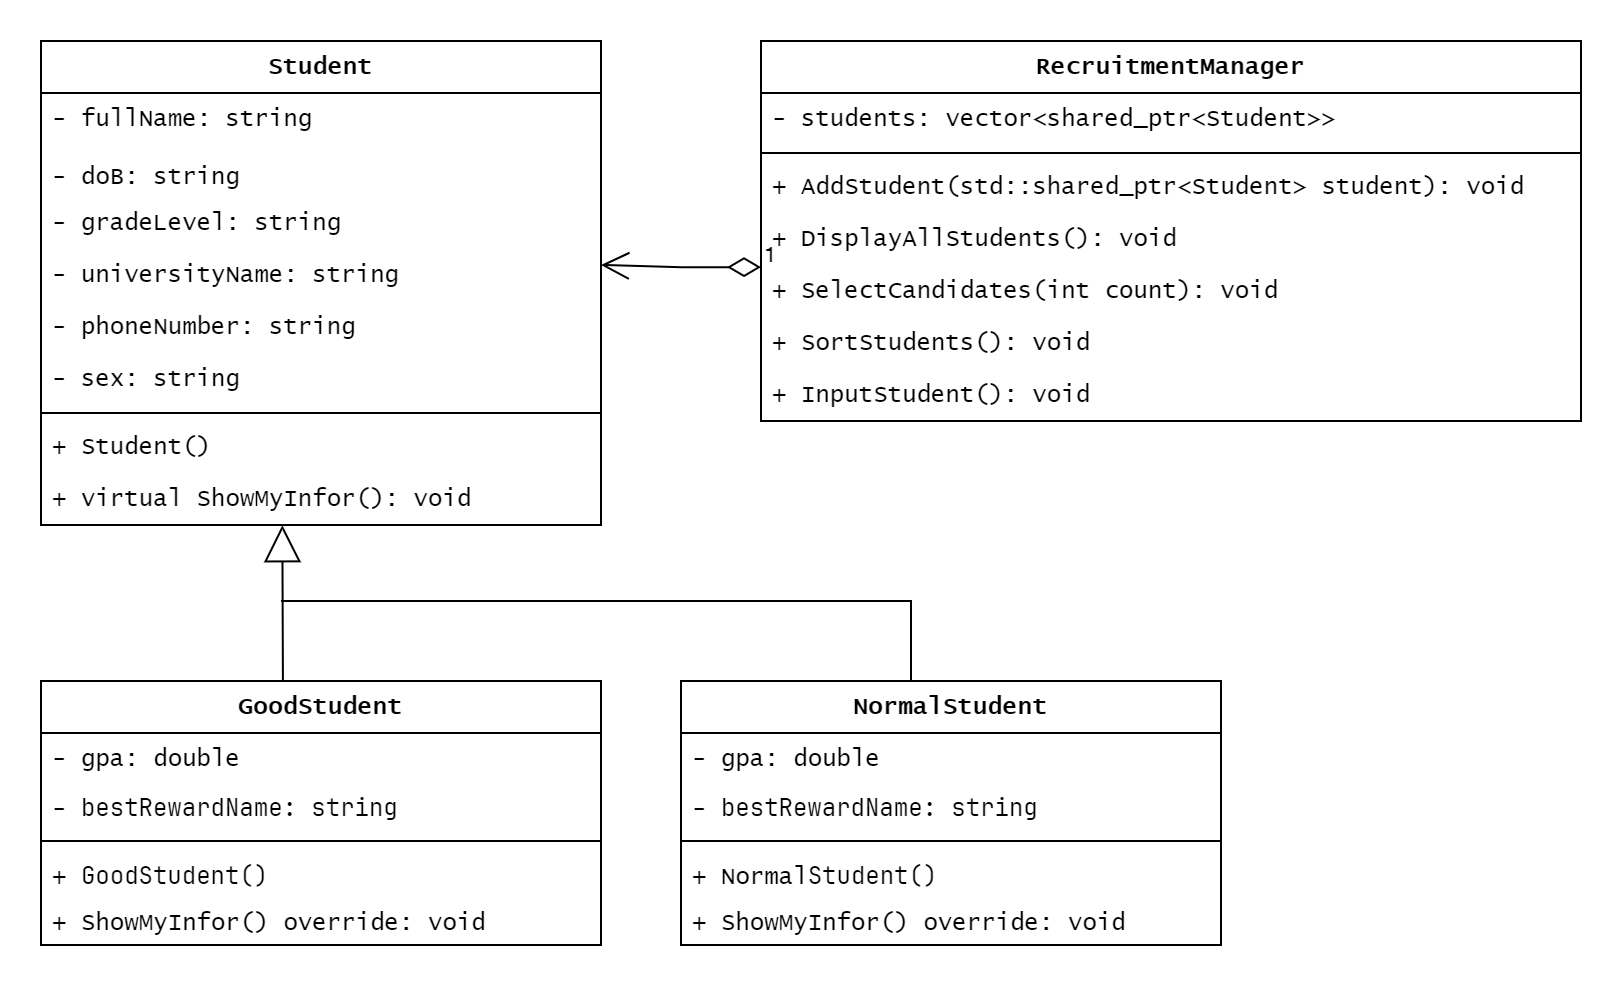 Student
- fullName: string
- doB: string
- gradeLevel: string
- universityName: string
- phoneNumber: string
- sex: string
+ Student()
+ virtual ShowMyInfor(): void
RecruitmentManager
- students: vector<shared_ptr<Student>>
+ AddStudent(std::shared_ptr<Student> student): void
+ DisplayAllStudents(): void
1
+ SelectCandidates(int count): void
+ SortStudents(): void
+ InputStudent(): void
GoodStudent
- gpa: double
- bestRewardName: string
+ GoodStudent()
+ ShowMyInfor() override: void
NormalStudent
- gpa: double
- bestRewardName: string
+ NormalStudent()
+ ShowMyInfor() override: void